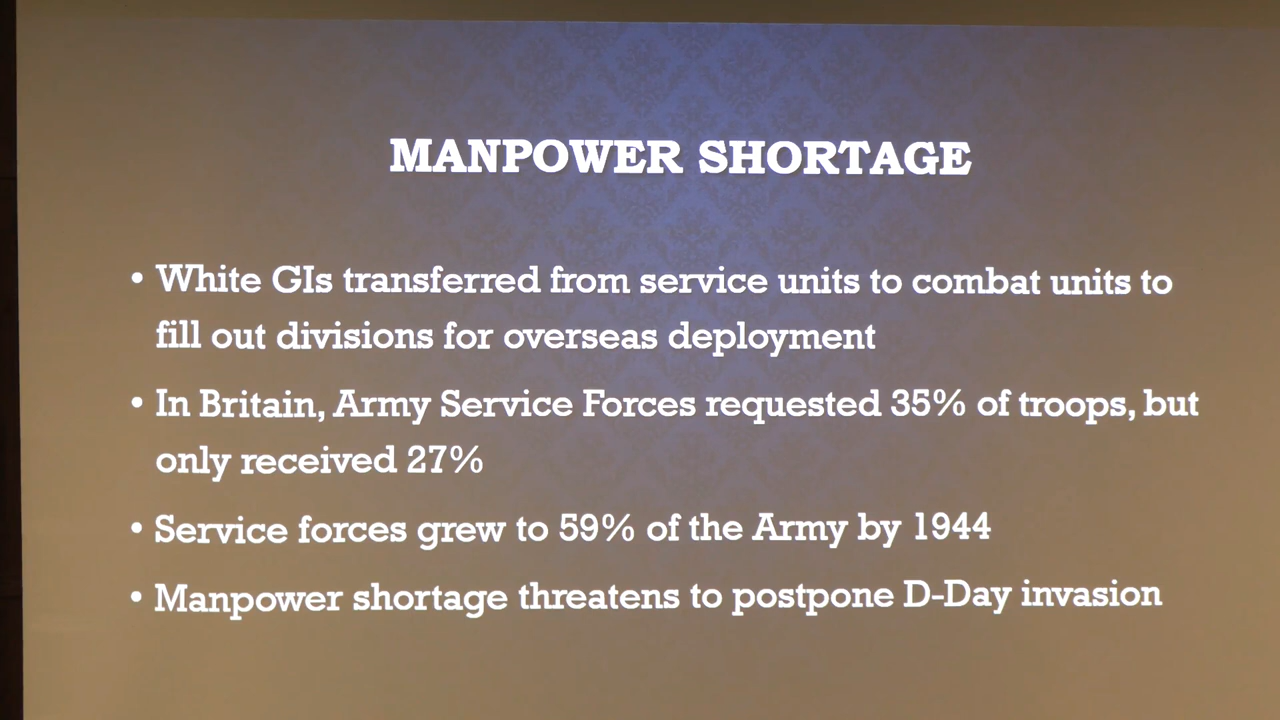 MANPOWER SHORTAGE
• White GIs transferred from service units to combat units to
fill out divisions for overseas deployment
• In Britain, Army Service Forces requested 35% of troops, but
only received 27%
• Service forces grew to 59% of the Army by 1944
• Manpower shortage threatens to postpone D-Day invasion